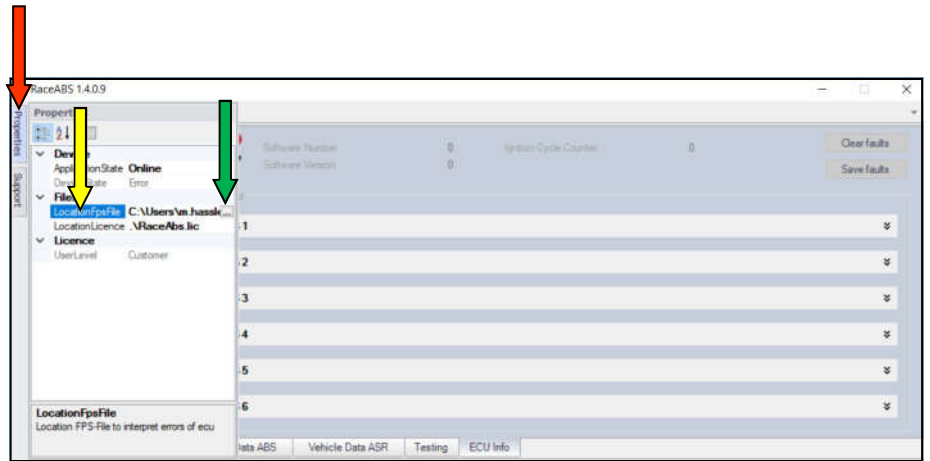 RaceABS 1.4.0.9
Properties
Support
Device
Online
Error
Files
LocationFpsFile C:\Users\m.hassle ...
LocationLicence .\RaceAbs.lic
Licence
UserLevel Customer
LocationFpsFile
Location FPS-File to interpret errors of ecu
Software Number 0 Ignition Cycle Counter 0
Software Version 0
Clear faults
Save faults
1
2
3
4
5
6
Data ABS Vehicle Data ASR Testing ECU Info